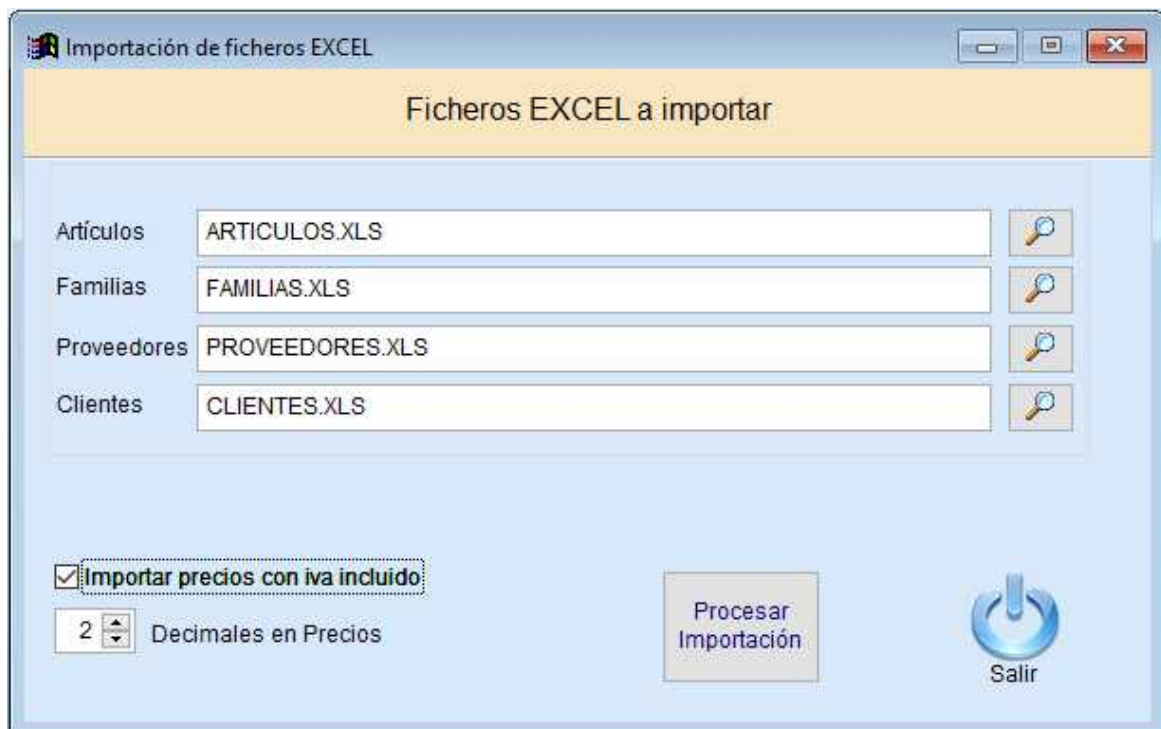 Importación de ficheros EXCEL
Ficheros EXCEL a importar
Artículos ARTICULOS.XLS
Familias FAMILIAS.XLS
Proveedores PROVEEDORES.XLS
Clientes CLIENTES.XLS
Importar precios con iva incluido
2 Decimales en Precios
Procesar
Importación
Salir